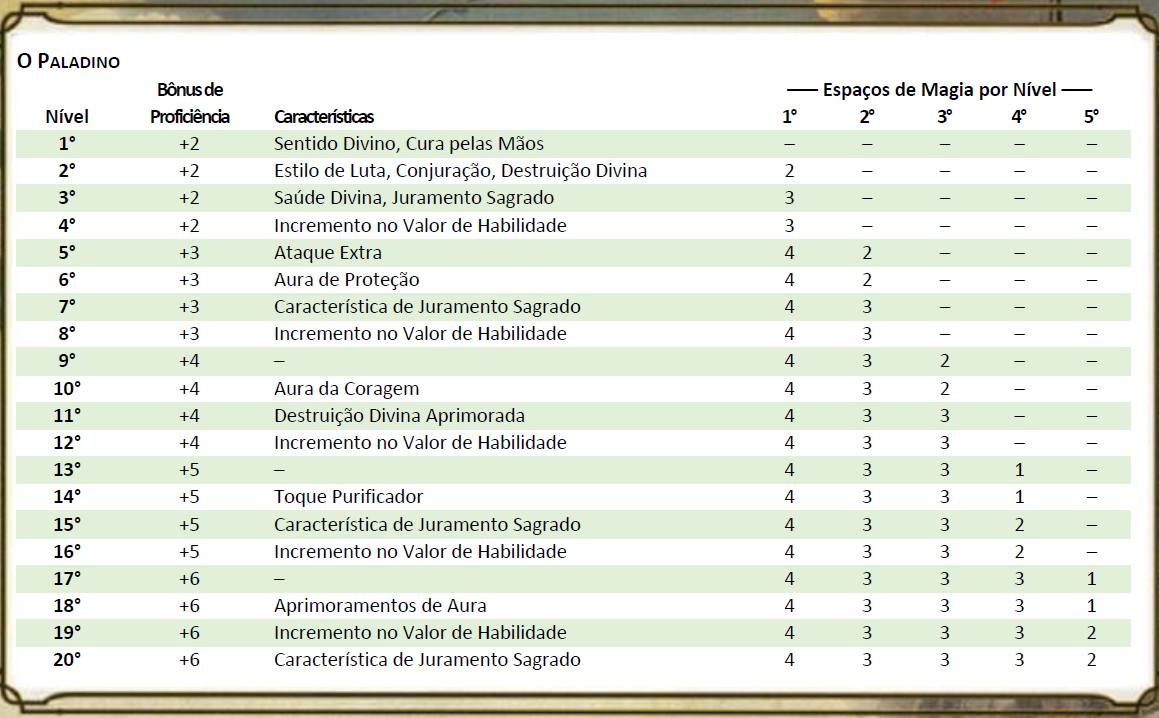 O PALADINO
Bônus de —— Espaços de Magia por Nível ——
Nível Proficiência Características 1° 2° 3° 4° 5°
1° +2 Sentido Divino, Cura pelas Mãos – – – – –
2° +2 Estilo de Luta, Conjuração, Destruição Divina 2 – – – –
3° +2 Saúde Divina, Juramento Sagrado 3 – – – –
4° +2 Incremento no Valor de Habilidade 3 – – – –
5° +3 Ataque Extra 4 2 – – –
6° +3 Aura de Proteção 4 2 – – –
7° +3 Característica de Juramento Sagrado 4 3 – – –
8° +3 Incremento no Valor de Habilidade 4 3 – – –
9° +4 – 4 3 2 – –
10° +4 Aura da Coragem 4 3 2 – –
11° +4 Destruição Divina Aprimorada 4 3 3 – –
12° +4 Incremento no Valor de Habilidade 4 3 3 – –
13° +5 – 4 3 3 1 –
14° +5 Toque Purificador 4 3 3 1 –
15° +5 Característica de Juramento Sagrado 4 3 3 2 –
16° +5 Incremento no Valor de Habilidade 4 3 3 2 –
17° +6 – 4 3 3 3 1
18° +6 Aprimoramentos de Aura 4 3 3 3 1
19° +6 Incremento no Valor de Habilidade 4 3 3 3 2
20° +6 Característica de Juramento Sagrado 4 3 3 3 2